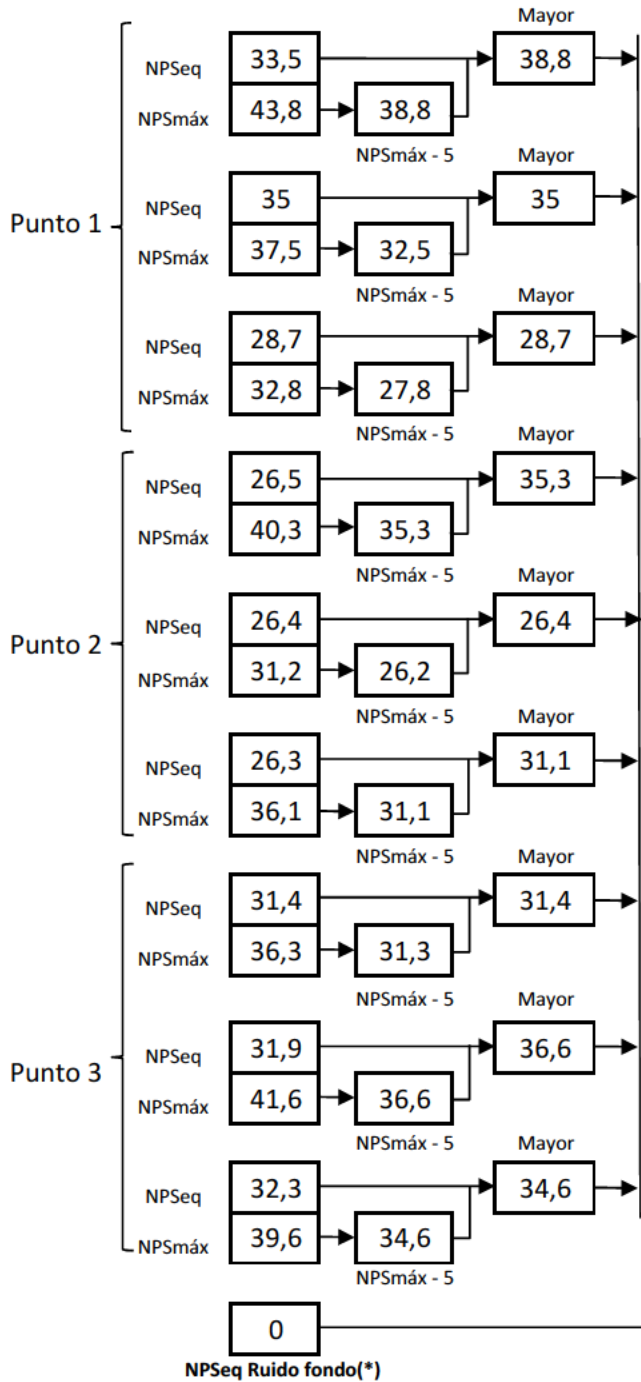 Mayor
NPSeq 33,5 38,8
NPSmáx 43,8 38,8
NPSmáx - 5
Mayor
Punto 1
NPSeq 35 35
NPSmáx 37,5 32,5
NPSmáx - 5
Mayor
NPSeq 28,7 28,7
NPSmáx 32,8 27,8
NPSmáx - 5
Mayor
NPSeq 26,5 35,3
NPSmáx 40,3 35,3
NPSmáx - 5
Mayor
Punto 2
NPSeq 26,4 26,4
NPSmáx 31,2 26,2
NPSmáx - 5
Mayor
NPSeq 26,3 31,1
NPSmáx 36,1 31,1
NPSmáx - 5
Mayor
NPSeq 31,4 31,4
NPSmáx 36,3 31,3
NPSmáx - 5
Mayor
Punto 3
NPSeq 31,9 36,6
NPSmáx 41,6 36,6
NPSmáx - 5
Mayor
NPSeq 32,3 34,6
NPSmáx 39,6 34,6
NPSmáx - 5
0
NPSeq Ruido fondo(*)